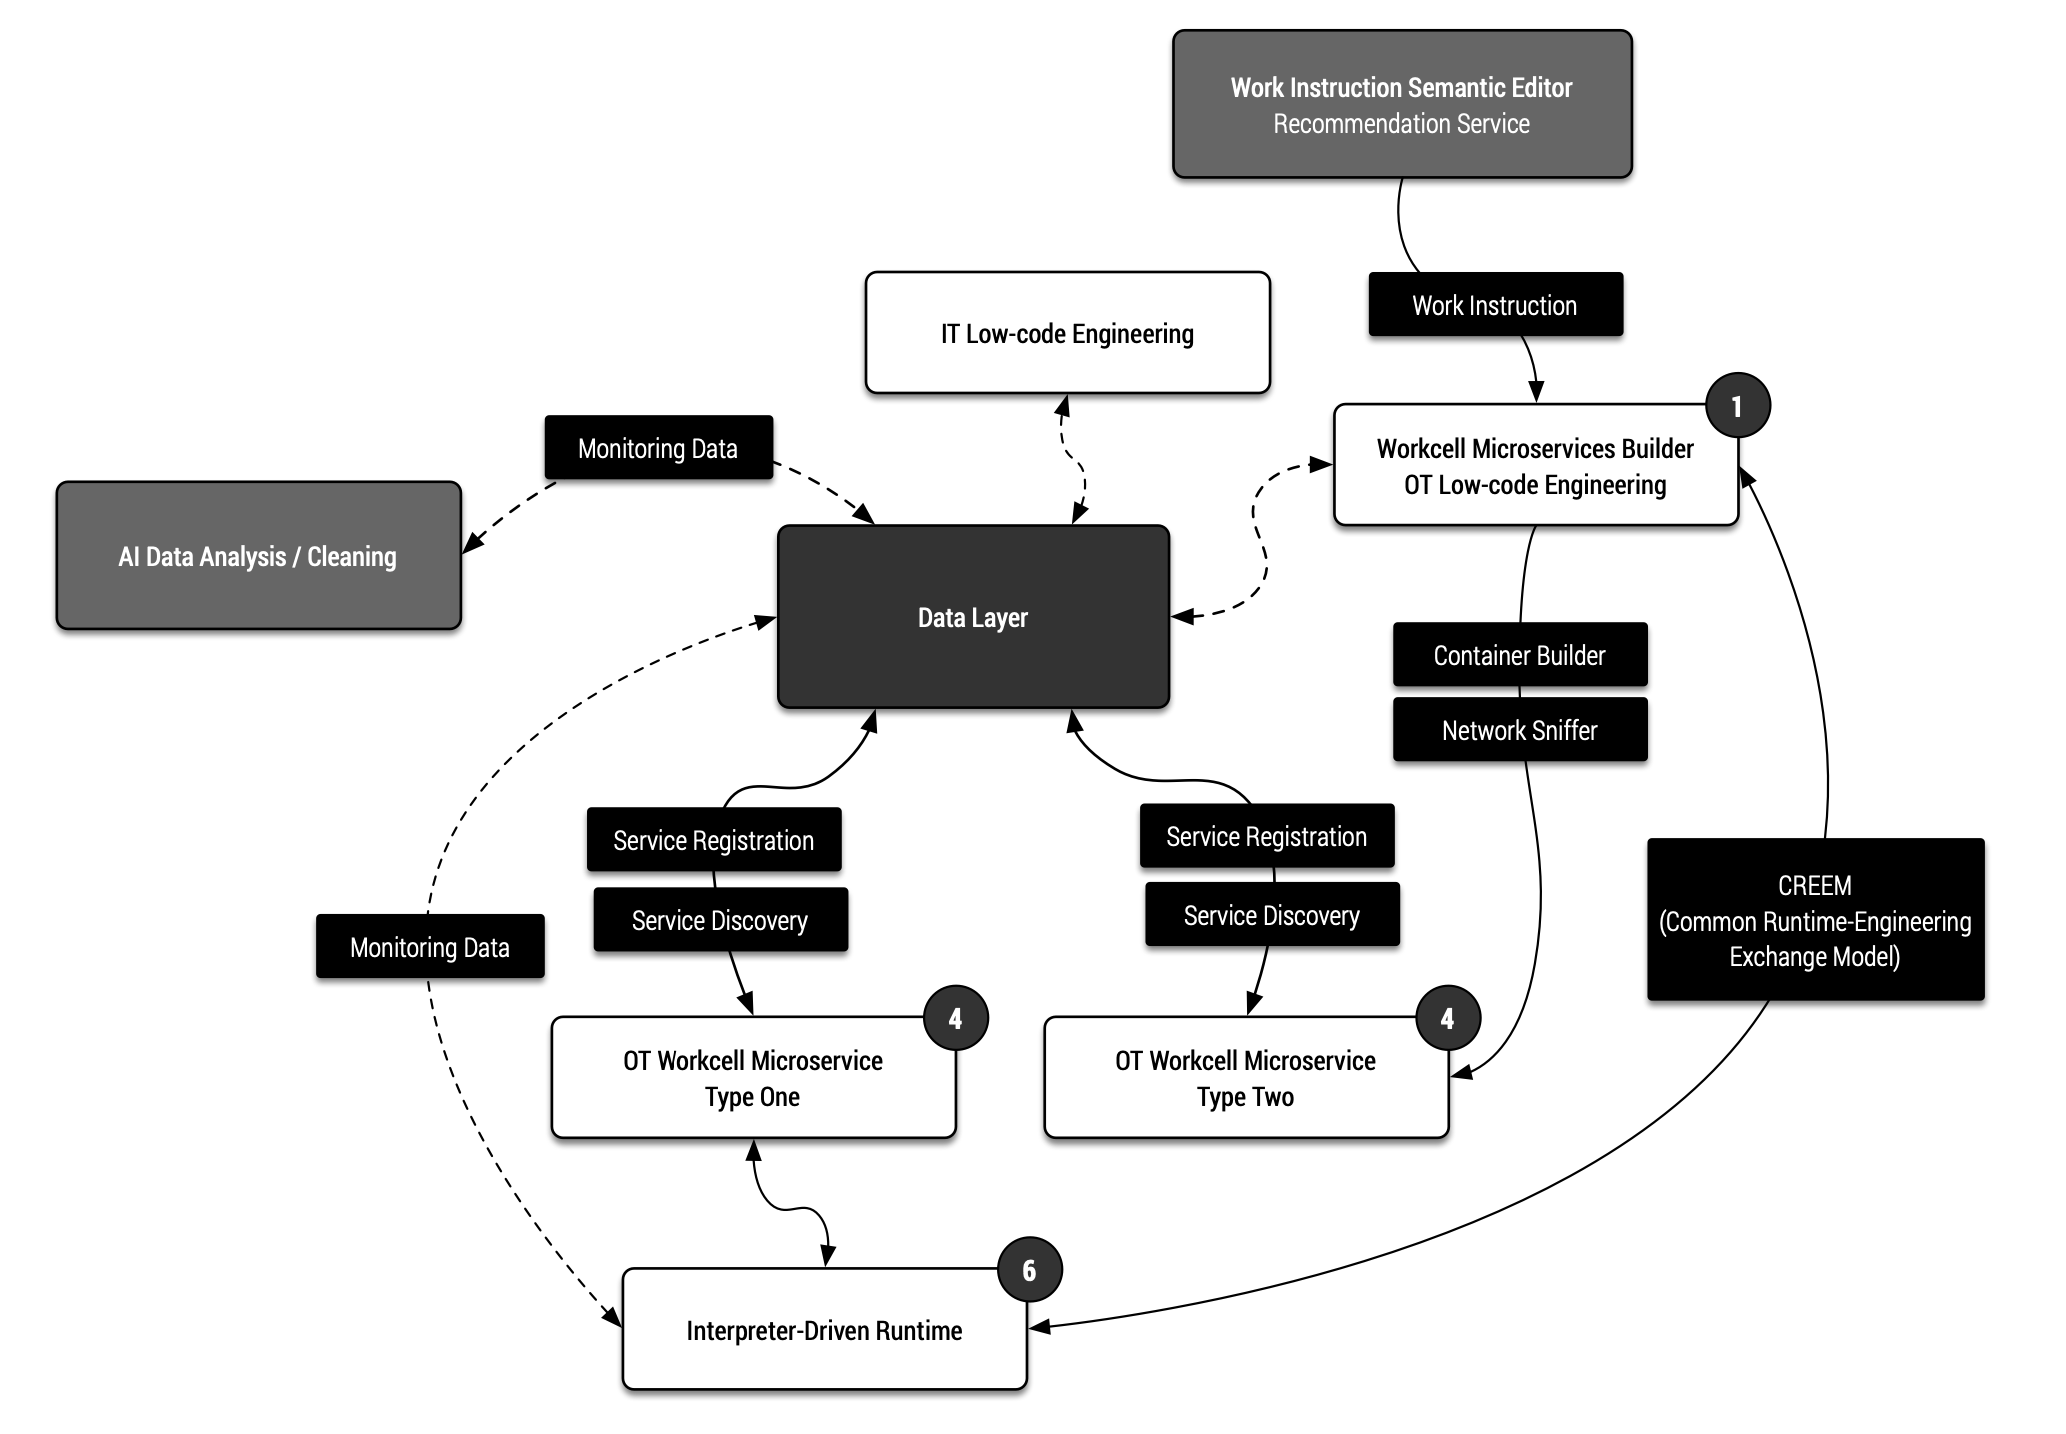 Work Instruction Semantic Editor
Recommendation Service
Work Instruction
IT Low-code Engineering
1
Monitoring Data
Workcell Microservices Builder
OT Low-code Engineering
AI Data Analysis / Cleaning
Data Layer
Container Builder
Network Sniffer
Service Registration
Service Discovery
Service Registration
Service Discovery
CREEM
(Common Runtime-Engineering
Exchange Model)
Monitoring Data
4
OT Workcell Microservice
Type One
4
OT Workcell Microservice
Type Two
6
Interpreter-Driven Runtime